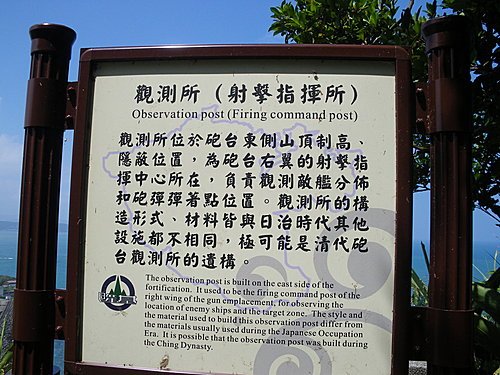 觀測所（射擊指揮所）
Observation post (Firing command post)
觀測所位於砲台東側山頂制高、
隱蔽位置，為砲台右翼的射擊指
揮中心所在，負責觀測敵艦分佈
和砲彈彈著點位置。觀測所的構
造形式、材料皆與日治時代其他
設施都不相同，極可能是清代砲
台觀測所的遺構。
The observation post is built on the east side of the
fortification.  It used to be the firing command post of the
right wing of the gun emplacement, for observing the
location of enemy ships and the target zone.  The style and
the material used to build this observation post differ from
the materials usually used during the Japanese Occupation
Era.  It is possible that the observation post was built during
the Ching Dynasty.